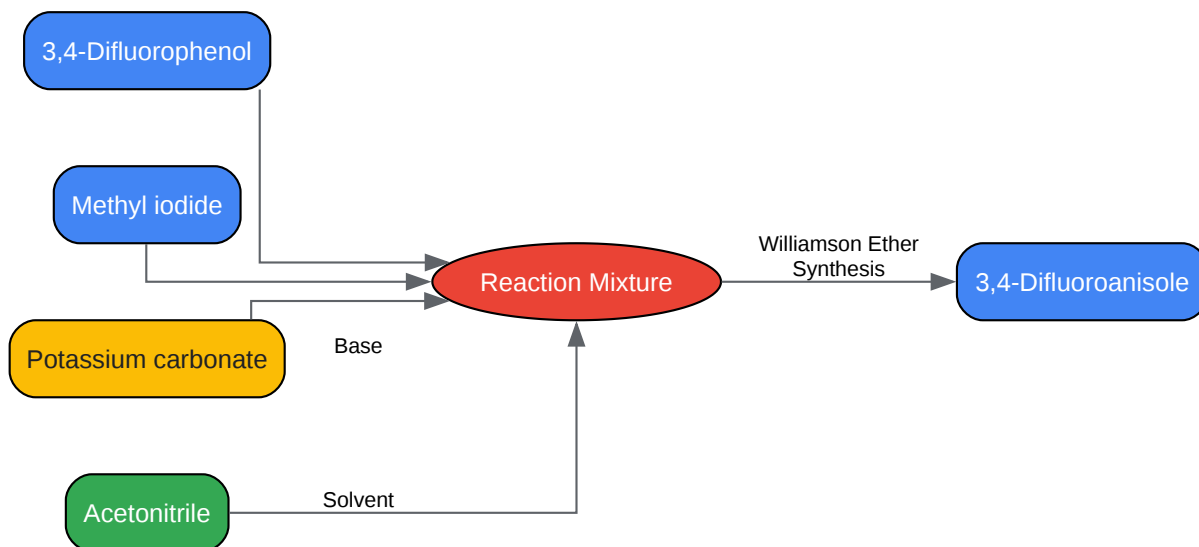 3,4-Difluorophenol
Methyl iodide
Potassium carbonate
Base
Acetonitrile
Solvent
Reaction Mixture
Williamson Ether
Synthesis
3,4-Difluoroanisole